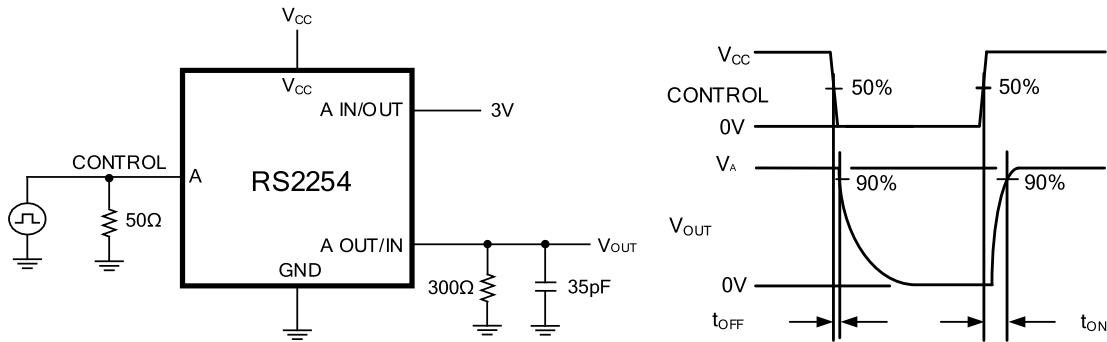 VCC
VCC
A IN/OUT
3V
CONTROL
A
RS2254
50Ω
A OUT/IN
VOUT
GND
300Ω
35pF
VCC
50%
50%
CONTROL
0V
VA
90%
90%
VOUT
0V
tOFF
tON